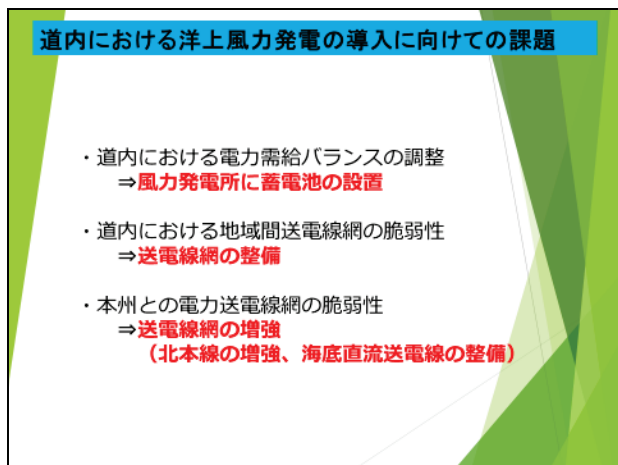 道内における洋上風力発電の導入に向けての課題
・道内における電力需給バランスの調整
⇒風力発電所に蓄電池の設置
・道内における地域間送電線網の脆弱性
⇒送電線網の整備
・本州との電力送電線網の脆弱性
⇒送電線網の増強
（北本線の増強、海底直流送電線の整備）